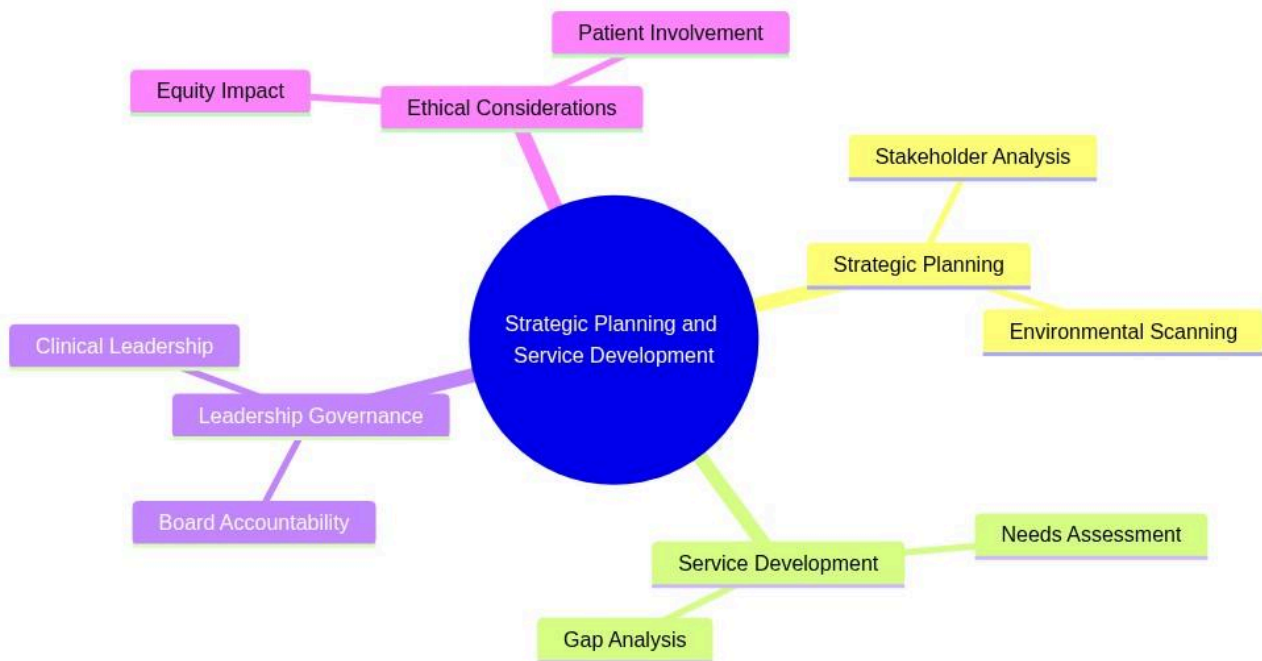 Patient Involvement
Equity Impact
Ethical Considerations
Stakeholder Analysis
Strategic Planning
Environmental Scanning
Strategic Planning and
Service Development
Clinical Leadership
Leadership Governance
Board Accountability
Needs Assessment
Service Development
Gap Analysis